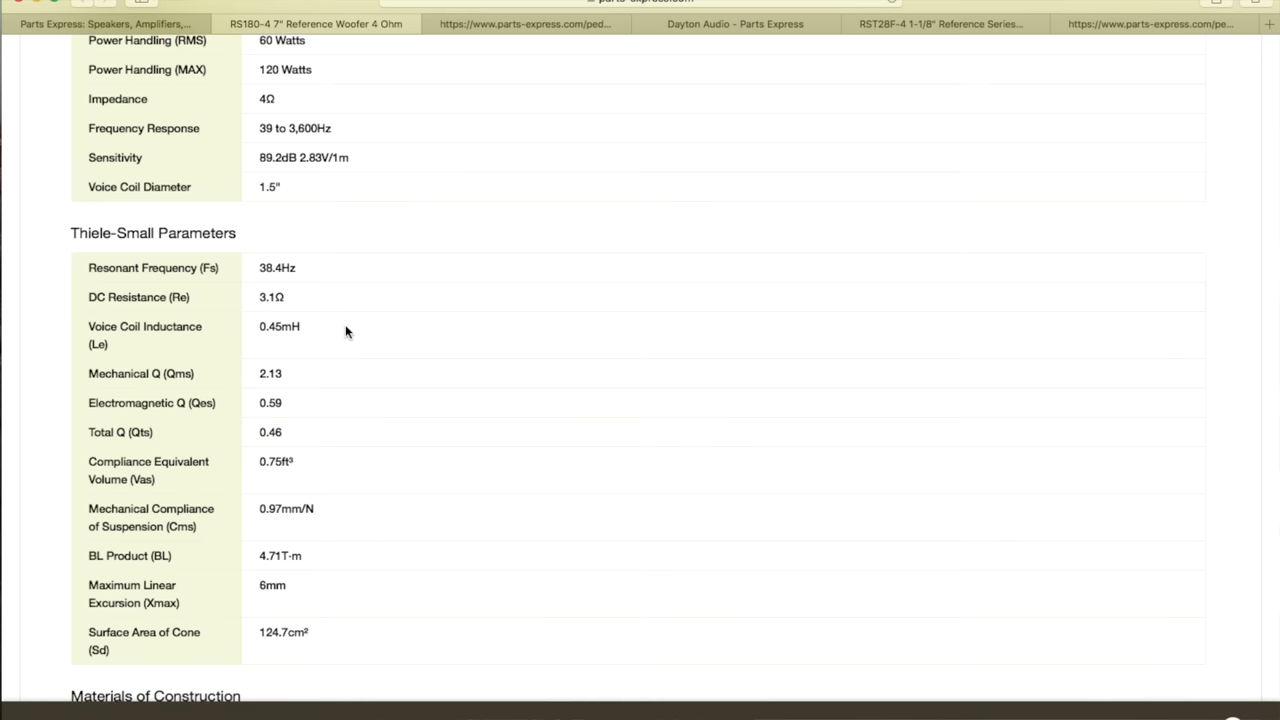 parts-express.com
Parts Express: Speakers, Amplifiers,...
RS180-4 7" Reference Woofer 4 Ohm
https://www.parts-express.com/ped...
Dayton Audio - Parts Express
RST28F-4 1-1/8" Reference Series...
https://www.parts-express.com/pe...
Power Handling (RMS) 60 Watts
Power Handling (MAX) 120 Watts
Impedance 4Ω
Frequency Response 39 to 3,600Hz
Sensitivity 89.2dB 2.83V/1m
Voice Coil Diameter 1.5"
Thiele-Small Parameters
Resonant Frequency (Fs) 38.4Hz
DC Resistance (Re) 3.1Ω
Voice Coil Inductance 0.45mH
(Le)
Mechanical Q (Qms) 2.13
Electromagnetic Q (Qes) 0.59
Total Q (Qts) 0.46
Compliance Equivalent 0.75ft³
Volume (Vas)
Mechanical Compliance 0.97mm/N
of Suspension (Cms)
BL Product (BL) 4.71T·m
Maximum Linear 6mm
Excursion (Xmax)
Surface Area of Cone 124.7cm²
(Sd)
Materials of Construction